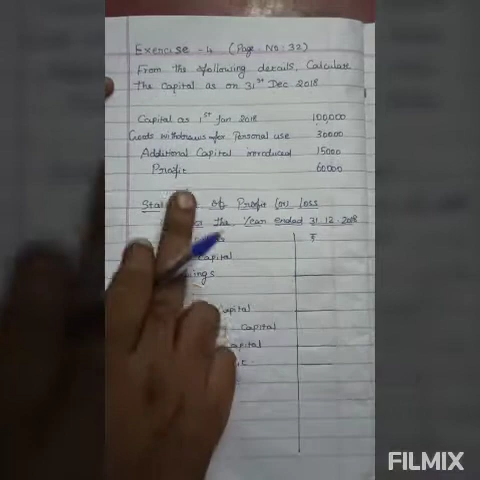 Exercise - 4 (Page No: 32)
From the following details, Calculate
the Capital as on 31st Dec 2018
Capital as 1st Jan 2018 100,000
Goods withdrawn for Personal use 30000
Additional Capital introduced 15000
Profit 60000
of Profit (or) Loss
the Year ended 31.12.2018
₹
Capital
Capital
Capital
Capital
FILMIX